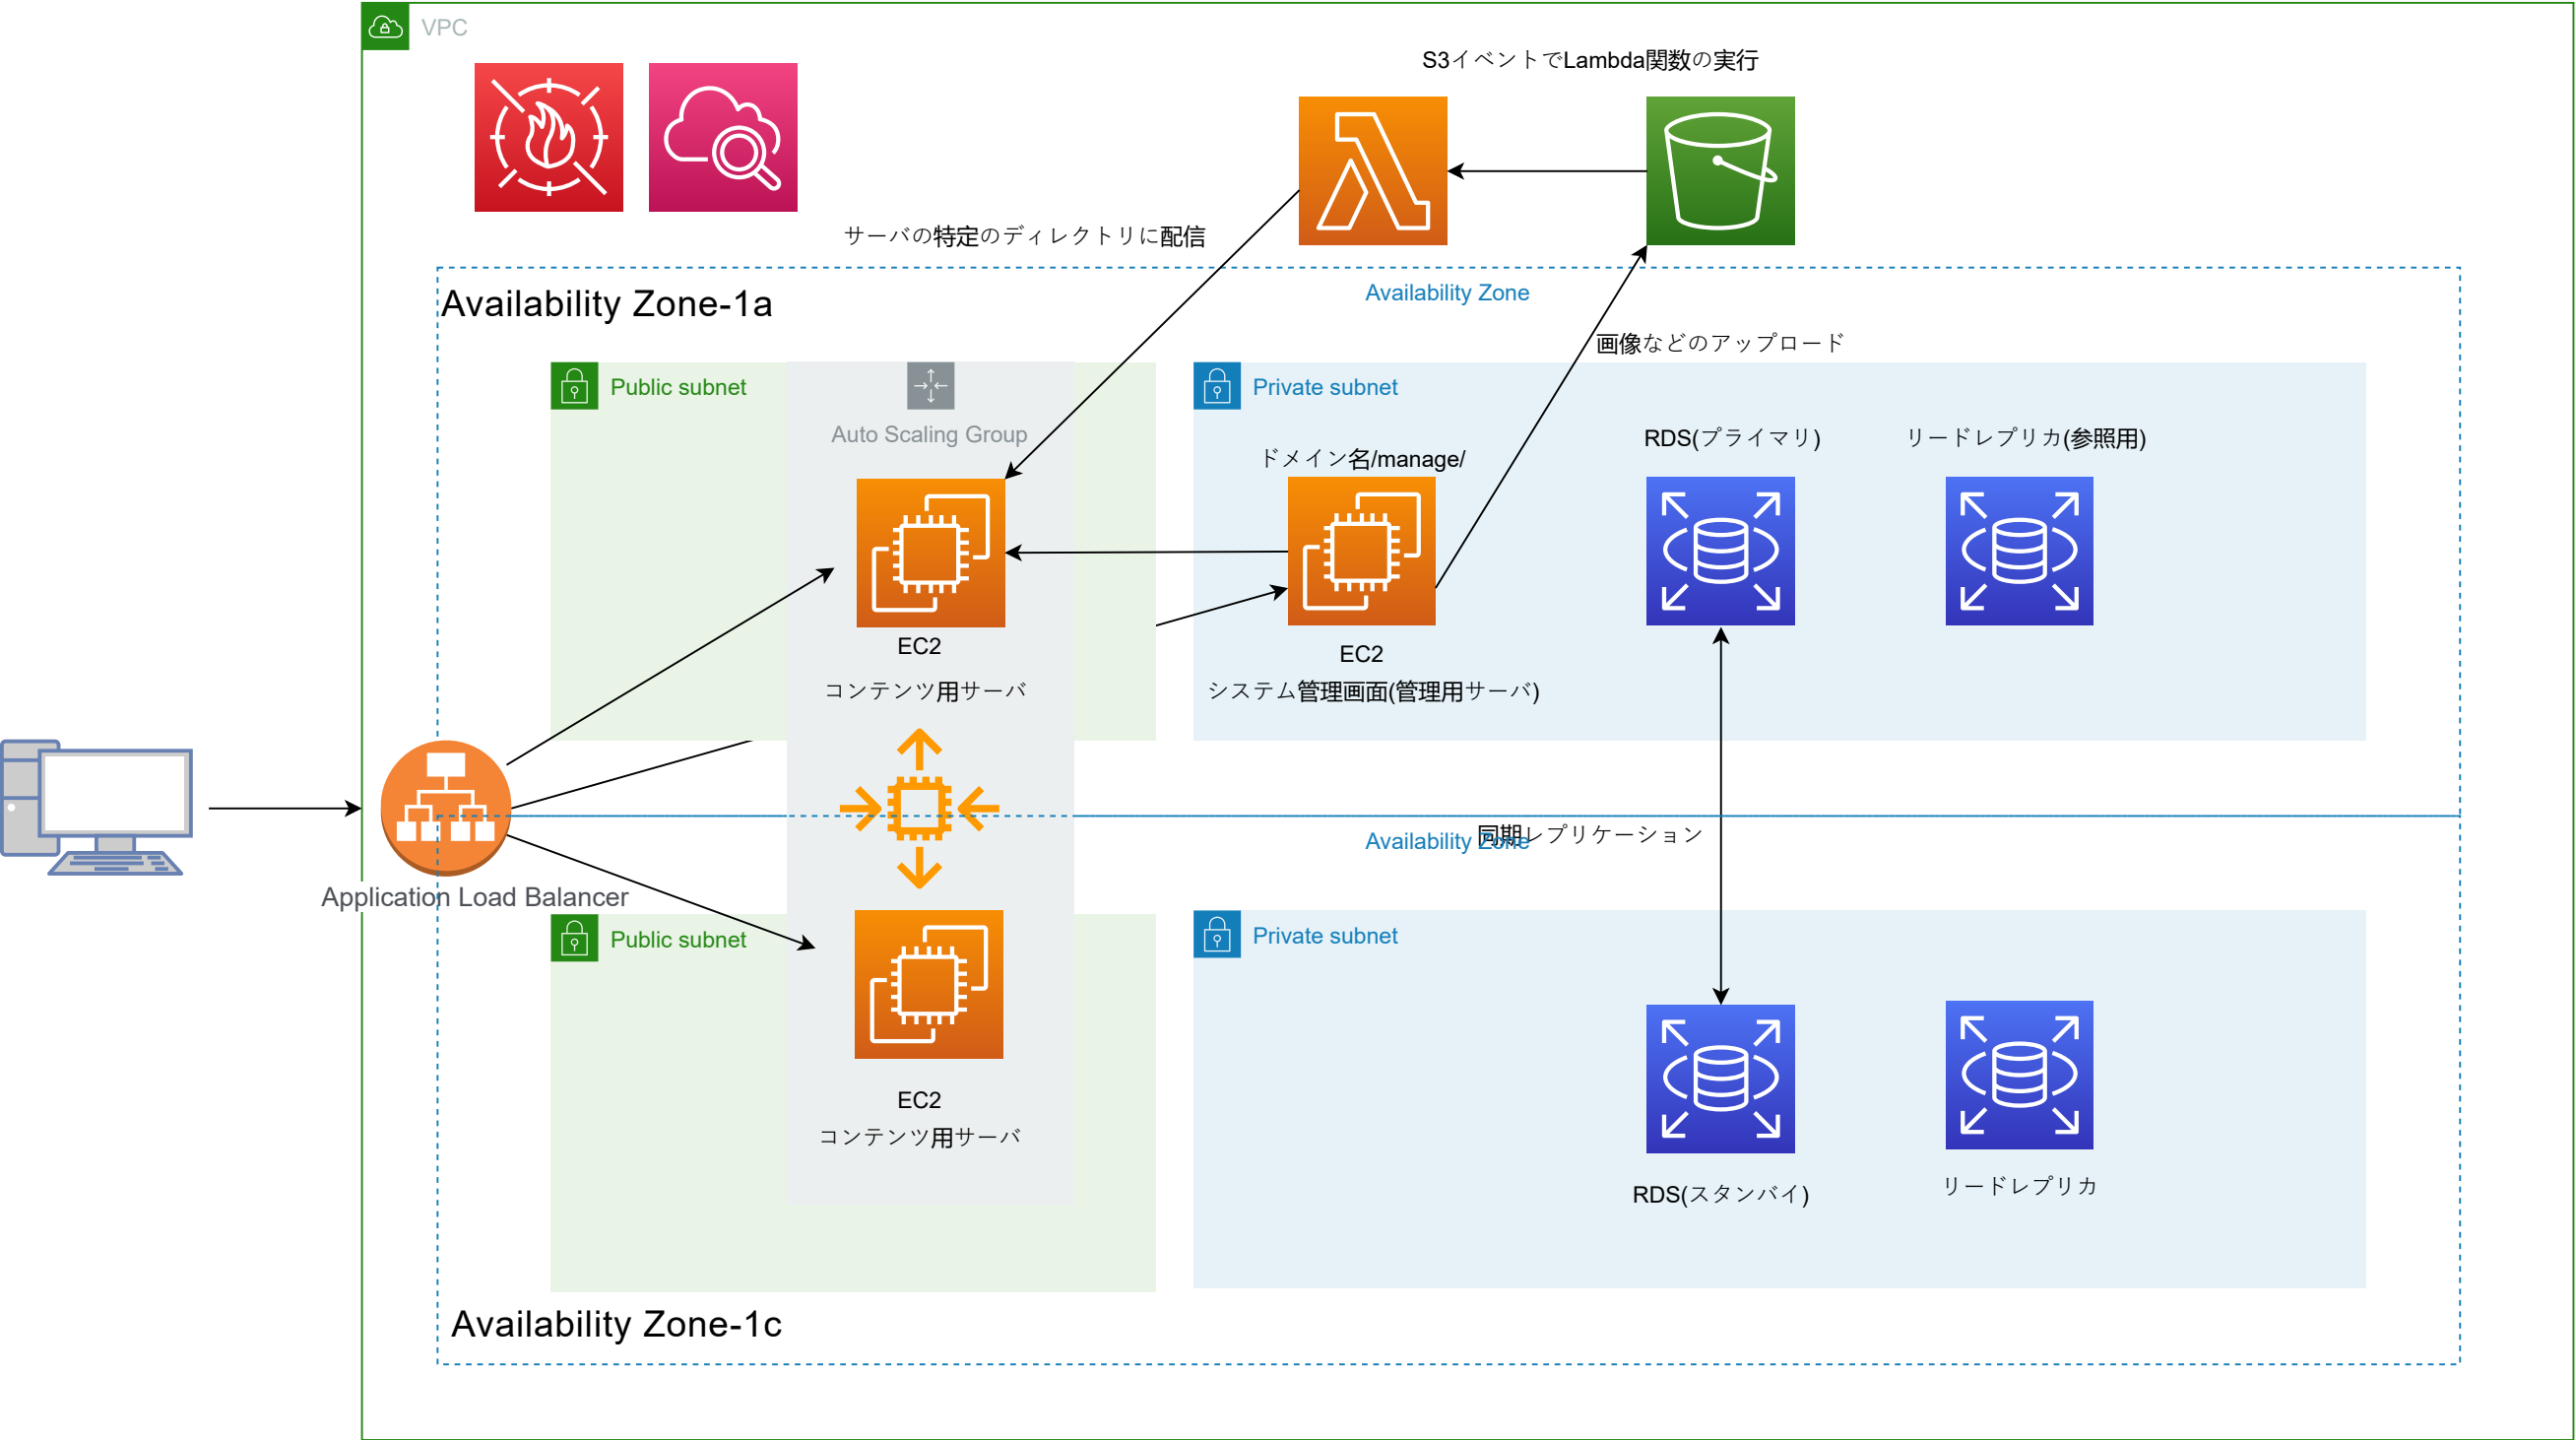 VPC
S3イベントでLambda関数の実行
サーバの特定のディレクトリに配信
Availability Zone-1a
Availability Zone
画像などのアップロード
Public subnet
Auto Scaling Group
Private subnet
ドメイン名/manage/
RDS(プライマリ)
リードレプリカ(参照用)
EC2
コンテンツ用サーバ
EC2
システム管理画面(管理用サーバ)
Availability Zone
同期レプリケーション
Application Load Balancer
Public subnet
Private subnet
EC2
コンテンツ用サーバ
RDS(スタンバイ)
リードレプリカ
Availability Zone-1c